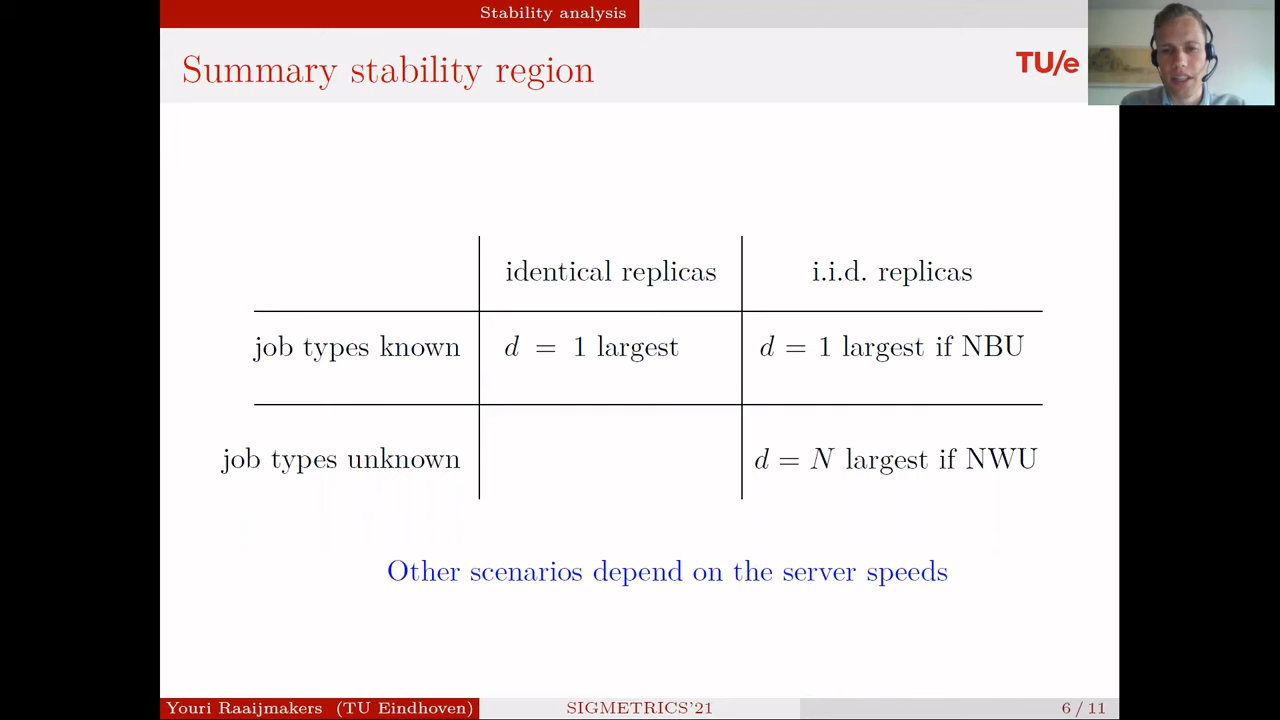 Stability analysis
Summary stability region
TU/e
identical replicas
i.i.d. replicas
job types known
d = 1 largest
d = 1 largest if NBU
job types unknown
d = N largest if NWU
Other scenarios depend on the server speeds
Youri Raaijmakers (TU Eindhoven)
SIGMETRICS'21
6 / 11